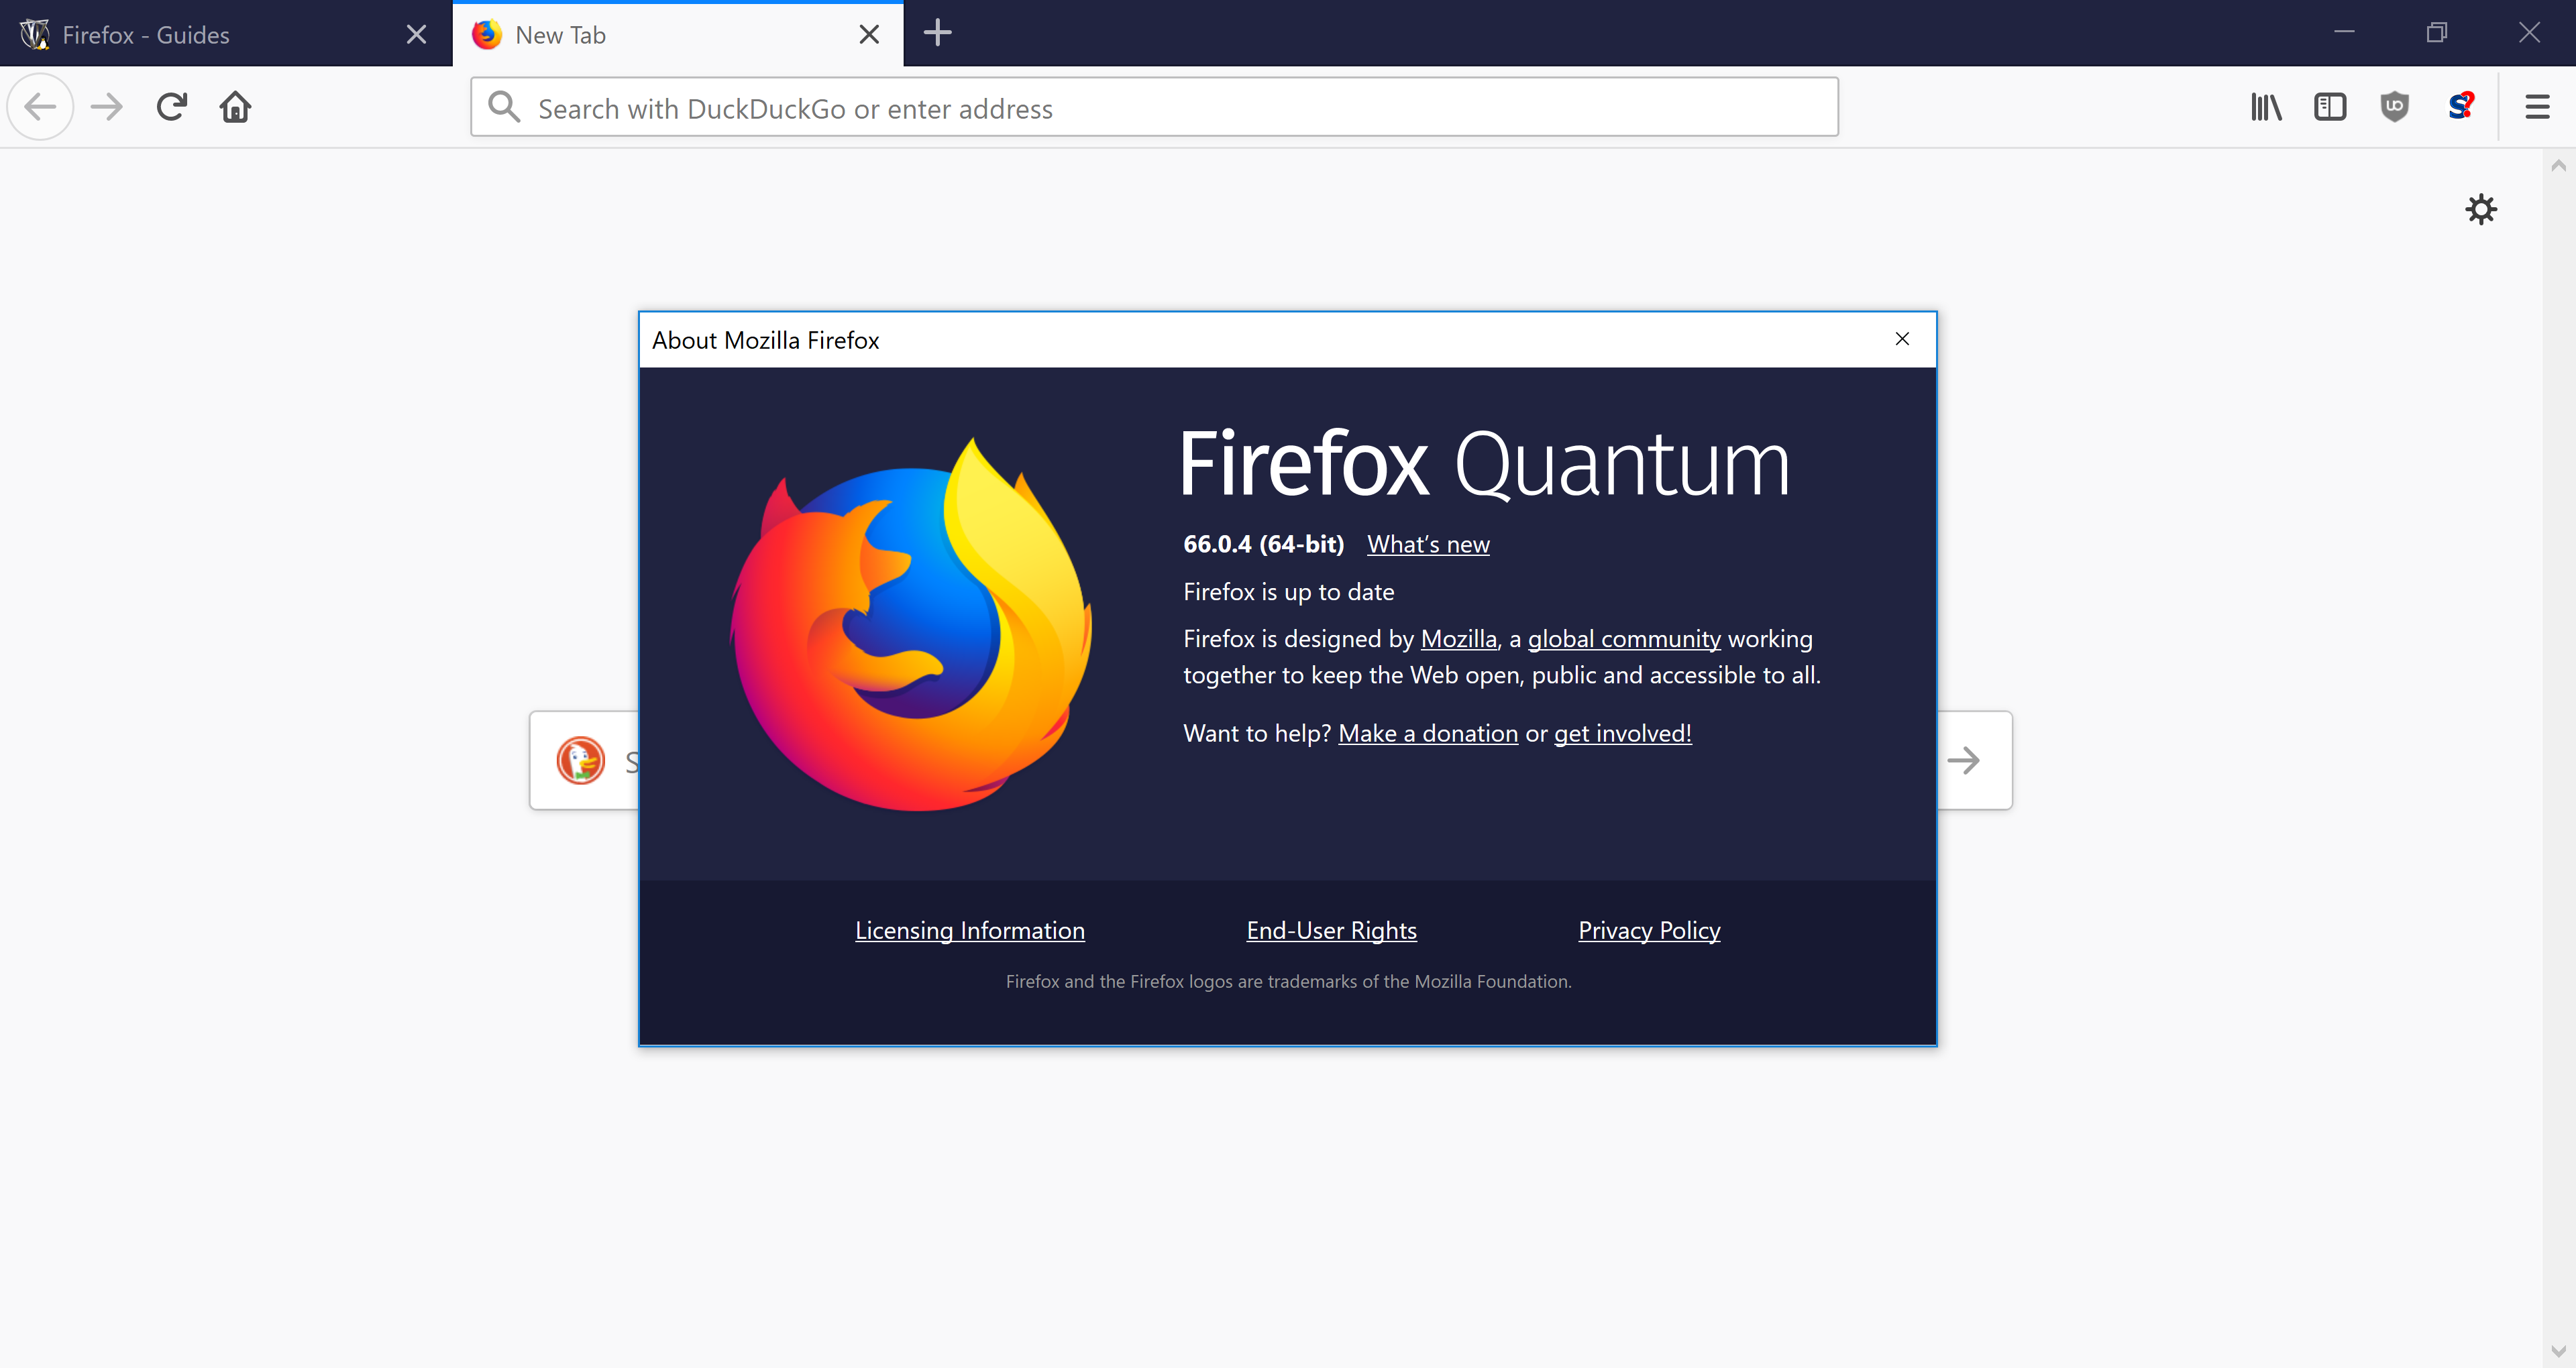 Firefox - Guides
New Tab
Search with DuckDuckGo or enter address
About Mozilla Firefox
Firefox Quantum
66.0.4 (64-bit) What’s new
Firefox is up to date
Firefox is designed by Mozilla, a global community working
together to keep the Web open, public and accessible to all.
Want to help? Make a donation or get involved!
S
Licensing Information End-User Rights Privacy Policy
Firefox and the Firefox logos are trademarks of the Mozilla Foundation.